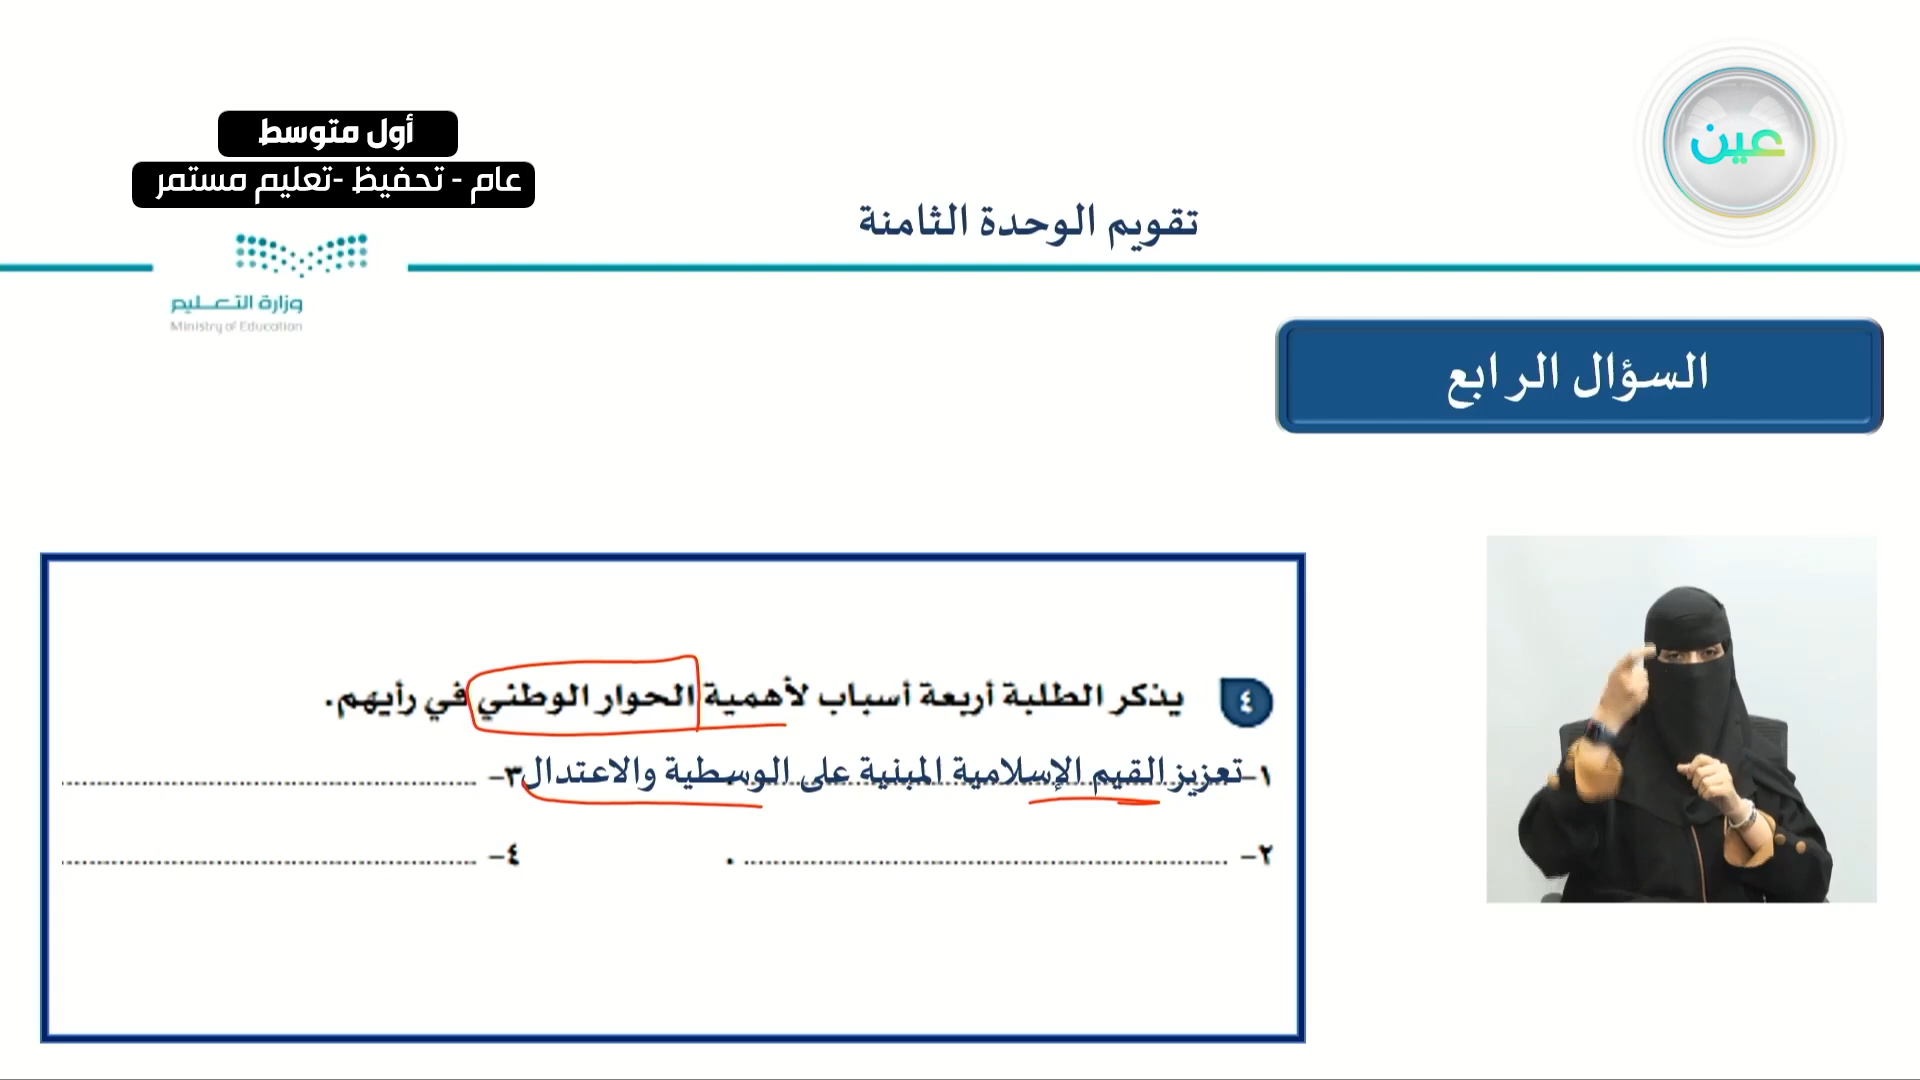 عين
أول متوسط
عام - تحفيظ -تعليم مستمر
تقويم الوحدة الثامنة
وزارة التعليم
Ministry of Education
السؤال الرابع
٤ يذكر الطلبة أربعة أسباب لأهمية الحوار الوطني في رأيهم.
١- تعزيز القيم الإسلامية المبنية على الوسطية والاعتدال ٣- ........................
٢- ........................ . ٤- ........................